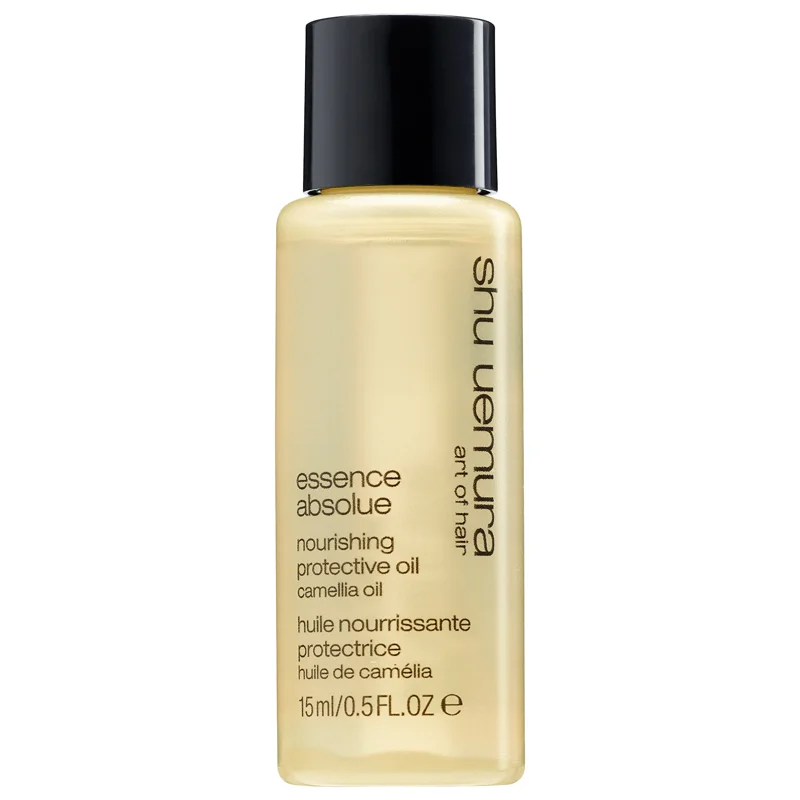 shu uemura
art of hair
essence
absolue
nourishing
protective oil
camellia oil
huile nourrissante
protectrice
huile de camélia
15ml/0.5FL.OZ e